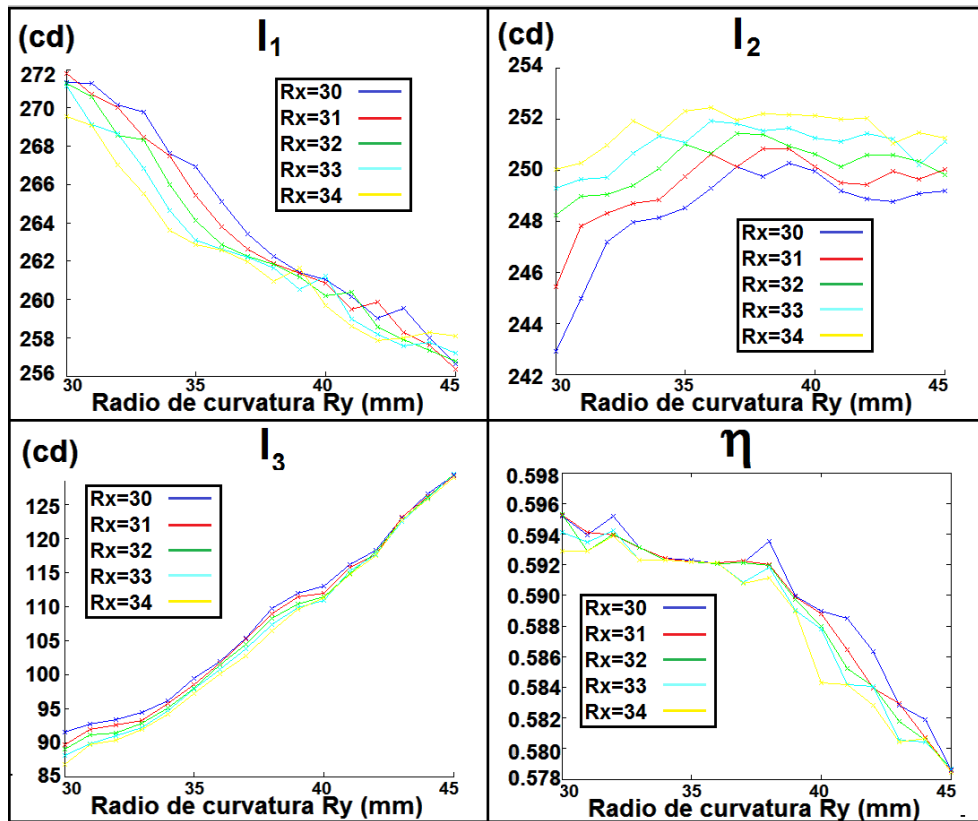 (cd)
I1
272
270
268
266
264
262
260
258
256
Rx=30
Rx=31
Rx=32
Rx=33
Rx=34
30
35
40
45
Radio de curvatura Ry (mm)
(cd)
I2
254
252
250
248
246
244
242
Rx=30
Rx=31
Rx=32
Rx=33
Rx=34
30
35
40
45
Radio de curvatura Ry (mm)
(cd)
I3
125
120
115
110
105
100
95
90
85
Rx=30
Rx=31
Rx=32
Rx=33
Rx=34
30
35
40
45
Radio de curvatura Ry (mm)
η
0.598
0.596
0.594
0.592
0.590
0.588
0.586
0.584
0.582
0.580
0.578
Rx=30
Rx=31
Rx=32
Rx=33
Rx=34
30
35
40
45
Radio de curvatura Ry (mm)